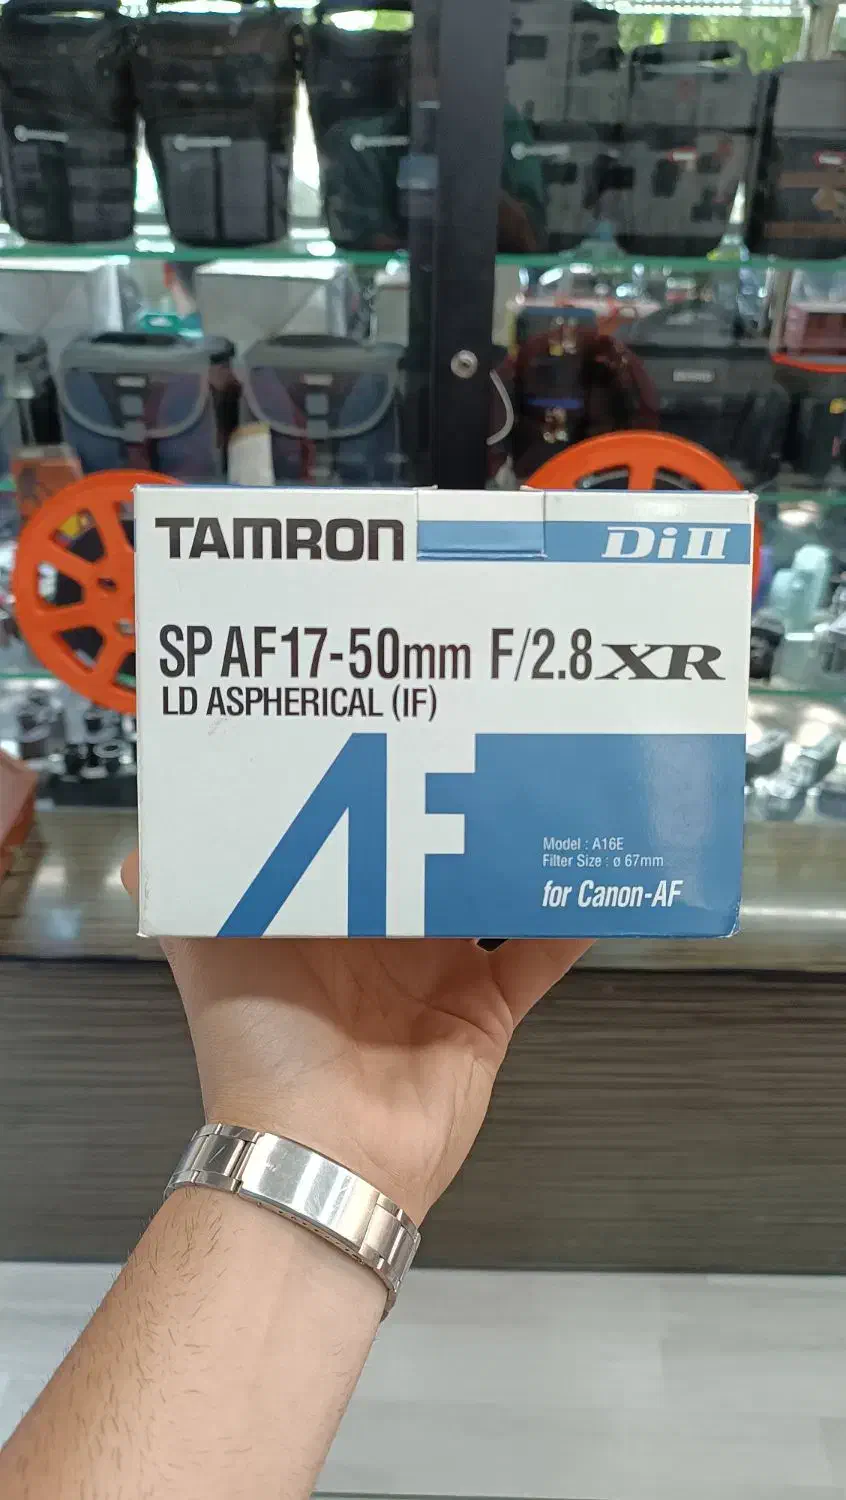 TAMRON
Di II
SP AF17-50mm F/2.8 XR
LD ASPHERICAL (IF)
AF
Model : A16E
Filter Size : ø 67mm
for Canon-AF